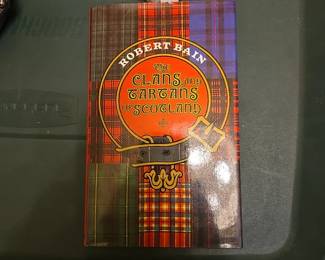 ROBERT BAIN
THE
CLANS AND
TARTANS
OF SCOTLAND